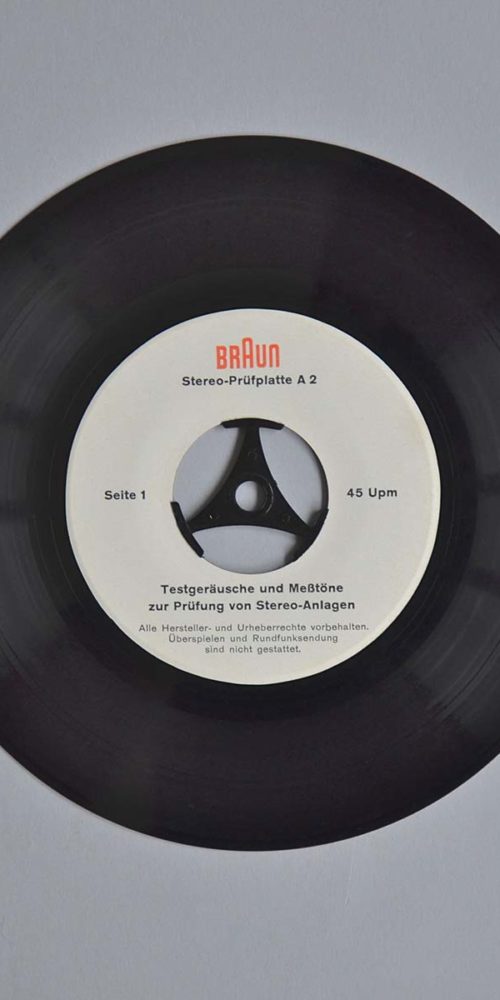 BRAUN
Stereo-Prüfplatte A 2
Seite 1
45 Upm
Testgeräusche und Meßtöne
zur Prüfung von Stereo-Anlagen
Alle Hersteller- und Urheberrechte vorbehalten.
Überspielen und Rundfunksendung
sind nicht gestattet.